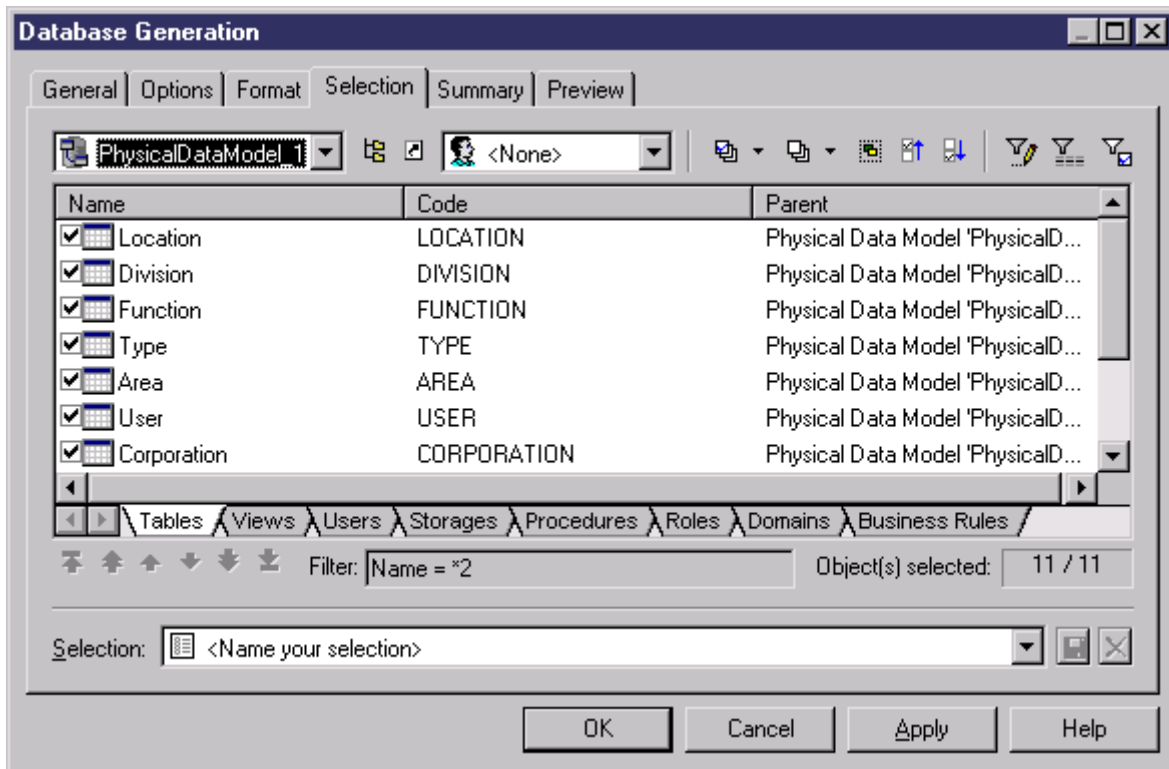 Database Generation
General Options Format Selection Summary Preview
PhysicalDataModel_1 <None>
Name Code Parent
Location LOCATION Physical Data Model 'PhysicalD...
Division DIVISION Physical Data Model 'PhysicalD...
Function FUNCTION Physical Data Model 'PhysicalD...
Type TYPE Physical Data Model 'PhysicalD...
Area AREA Physical Data Model 'PhysicalD...
User USER Physical Data Model 'PhysicalD...
Corporation CORPORATION Physical Data Model 'PhysicalD...
Tables Views Users Storages Procedures Roles Domains Business Rules
Filter: Name = *2 Object(s) selected: 11 / 11
Selection: <Name your selection>
OK Cancel Apply Help